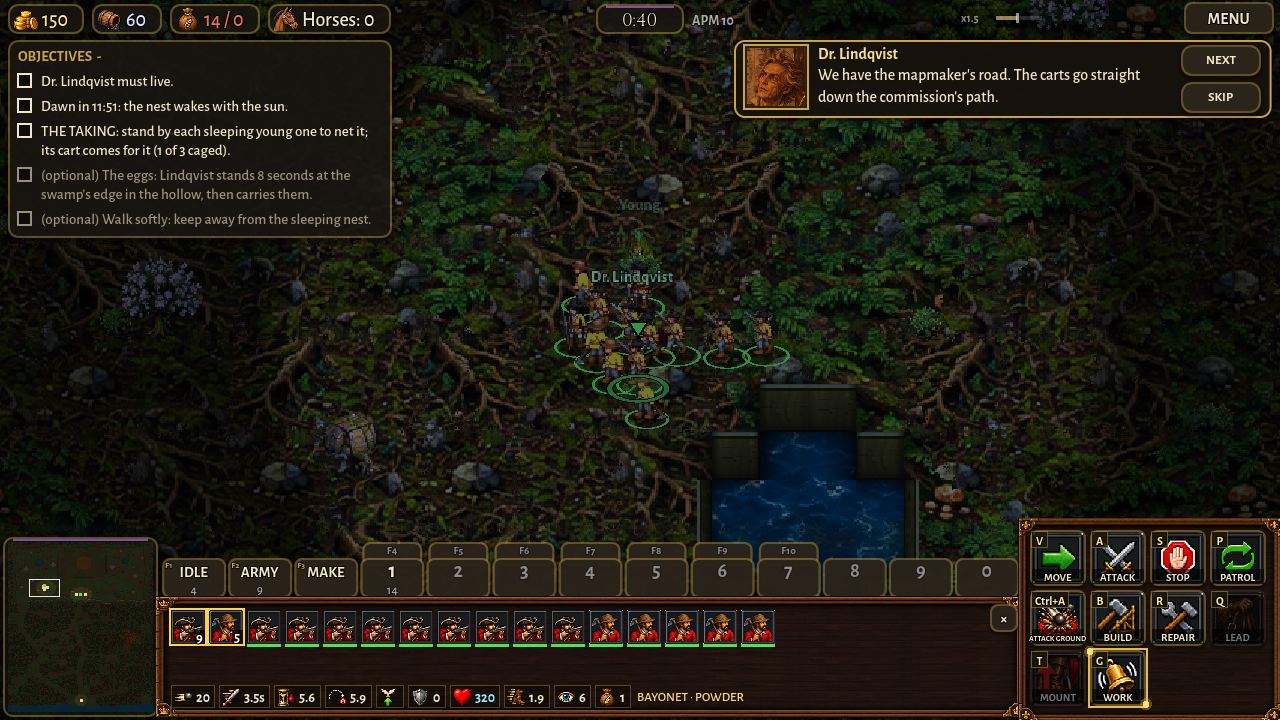 150
60
14/0
Horses: 0
0:40
APM 10
x1.5
MENU
OBJECTIVES -
Dr. Lindqvist must live.
Dawn in 11:51: the nest wakes with the sun.
THE TAKING: stand by each sleeping young one to net it;
its cart comes for it (1 of 3 caged).
(optional) The eggs: Lindqvist stands 8 seconds at the
swamp's edge in the hollow, then carries them.
(optional) Walk softly: keep away from the sleeping nest.
Dr. Lindqvist
We have the mapmaker's road. The carts go straight
down the commission's path.
NEXT
SKIP
Young
Dr. Lindqvist
F4 F5 F6 F7 F8 F9 F10
F1 IDLE 4
F2 ARMY 9
F3 MAKE
1 14
2 3 4 5 6 7 8 9 0
9 5
×
20 3.5s 5.6 5.9 0 320 1.9 6 1 BAYONET · POWDER
V MOVE
A ATTACK
S STOP
P PATROL
Ctrl+A ATTACK GROUND
B BUILD
R REPAIR
Q LEAD
T MOUNT
G WORK